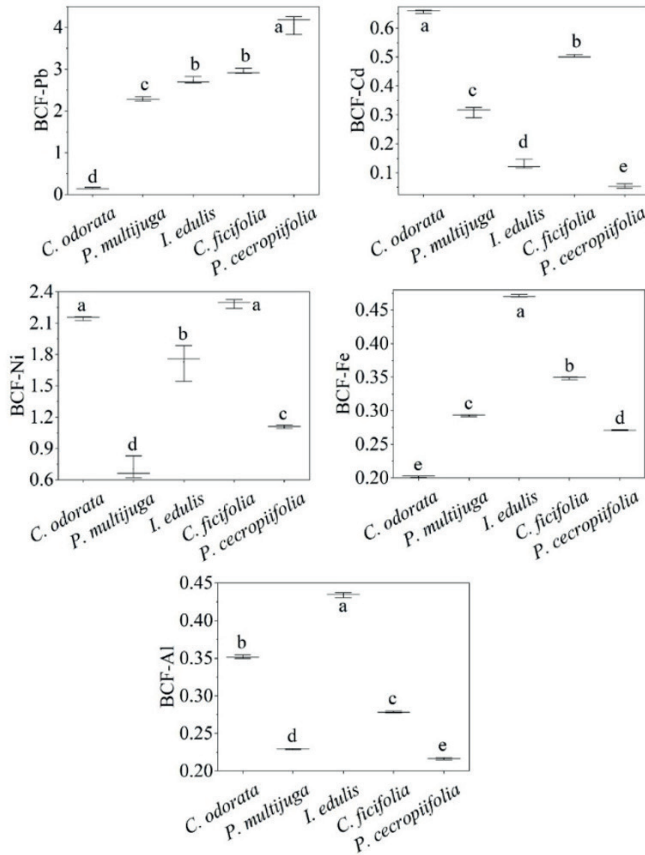 BCF-Pb
4
3
2
1
0
d
c
b
b
a
C. odorata
P. multijuga
I. edulis
C. ficifolia
P. cecropiifolia
BCF-Cd
0.6
0.5
0.4
0.3
0.2
0.1
a
c
d
b
e
C. odorata
P. multijuga
I. edulis
C. ficifolia
P. cecropiifolia
BCF-Ni
2.4
2.1
1.8
1.5
1.2
0.9
0.6
a
d
b
a
c
C. odorata
P. multijuga
I. edulis
C. ficifolia
P. cecropiifolia
BCF-Fe
0.45
0.40
0.35
0.30
0.25
0.20
e
c
a
b
d
C. odorata
P. multijuga
I. edulis
C. ficifolia
P. cecropiifolia
BCF-Al
0.45
0.40
0.35
0.30
0.25
0.20
b
d
a
c
e
C. odorata
P. multijuga
I. edulis
C. ficifolia
P. cecropiifolia